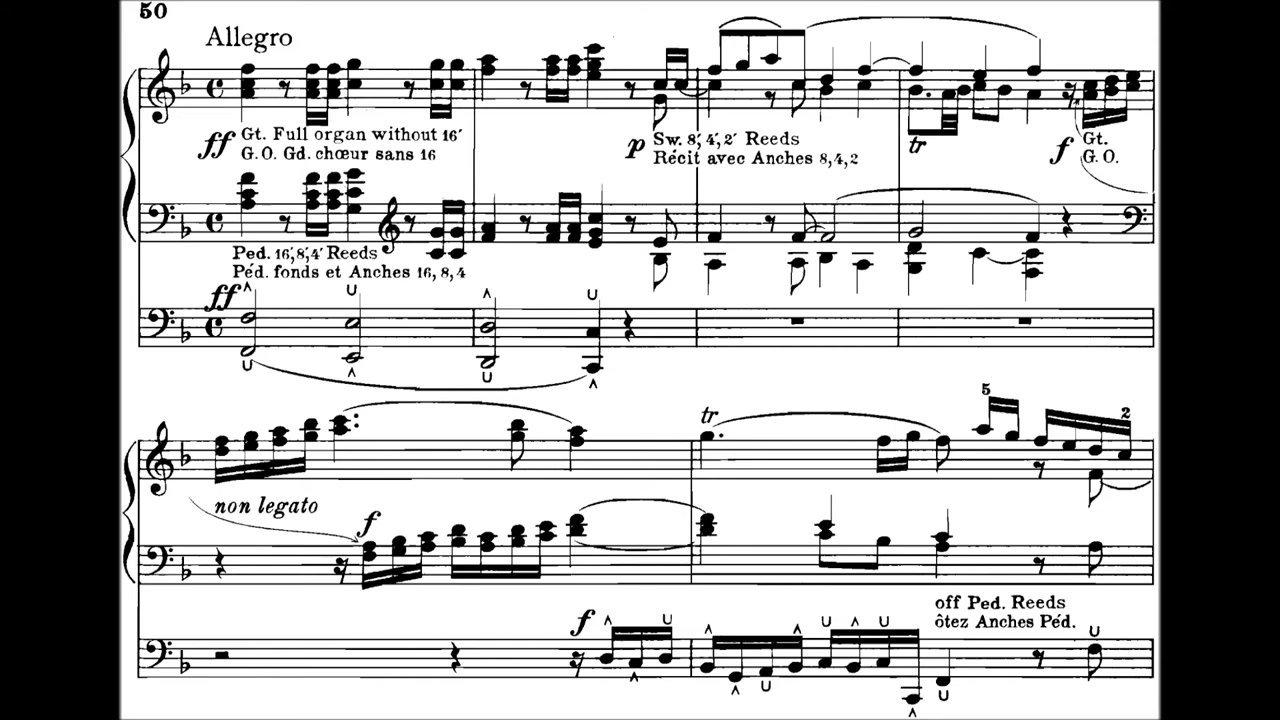 50
Allegro
ff Gt. Full organ without 16′
G.O. Gd. chœur sans 16
p Sw. 8′, 4′, 2′ Reeds
Récit avec Anches 8, 4, 2
tr
f Gt.
G.O.
Ped. 16′, 8′, 4′ Reeds
Péd. fonds et Anches 16, 8, 4
ff
tr
5
2
non legato
f
off Ped. Reeds
ôtez Anches Péd.
f